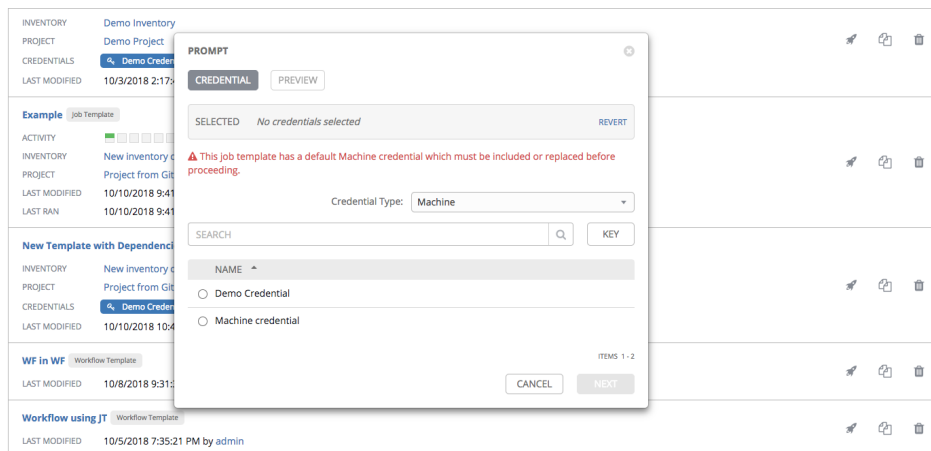 INVENTORY Demo Inventory
PROJECT Demo Project
CREDENTIALS Demo Creden
LAST MODIFIED 10/3/2018 2:17:
Example Job Template
ACTIVITY
INVENTORY New inventory
PROJECT Project from Git
LAST MODIFIED 10/10/2018 9:41
LAST RAN 10/10/2018 9:41
New Template with Dependenci
INVENTORY New inventory
PROJECT Project from Git
CREDENTIALS Demo Creden
LAST MODIFIED 10/10/2018 10:4
WF in WF Workflow Template
LAST MODIFIED 10/8/2018 9:31:
Workflow using JT Workflow Template
LAST MODIFIED 10/5/2018 7:35:21 PM by admin
PROMPT
CREDENTIAL PREVIEW
SELECTED No credentials selected REVERT
This job template has a default Machine credential which must be included or replaced before
proceeding.
Credential Type: Machine
SEARCH KEY
NAME
Demo Credential
Machine credential
ITEMS 1 - 2
CANCEL NEXT